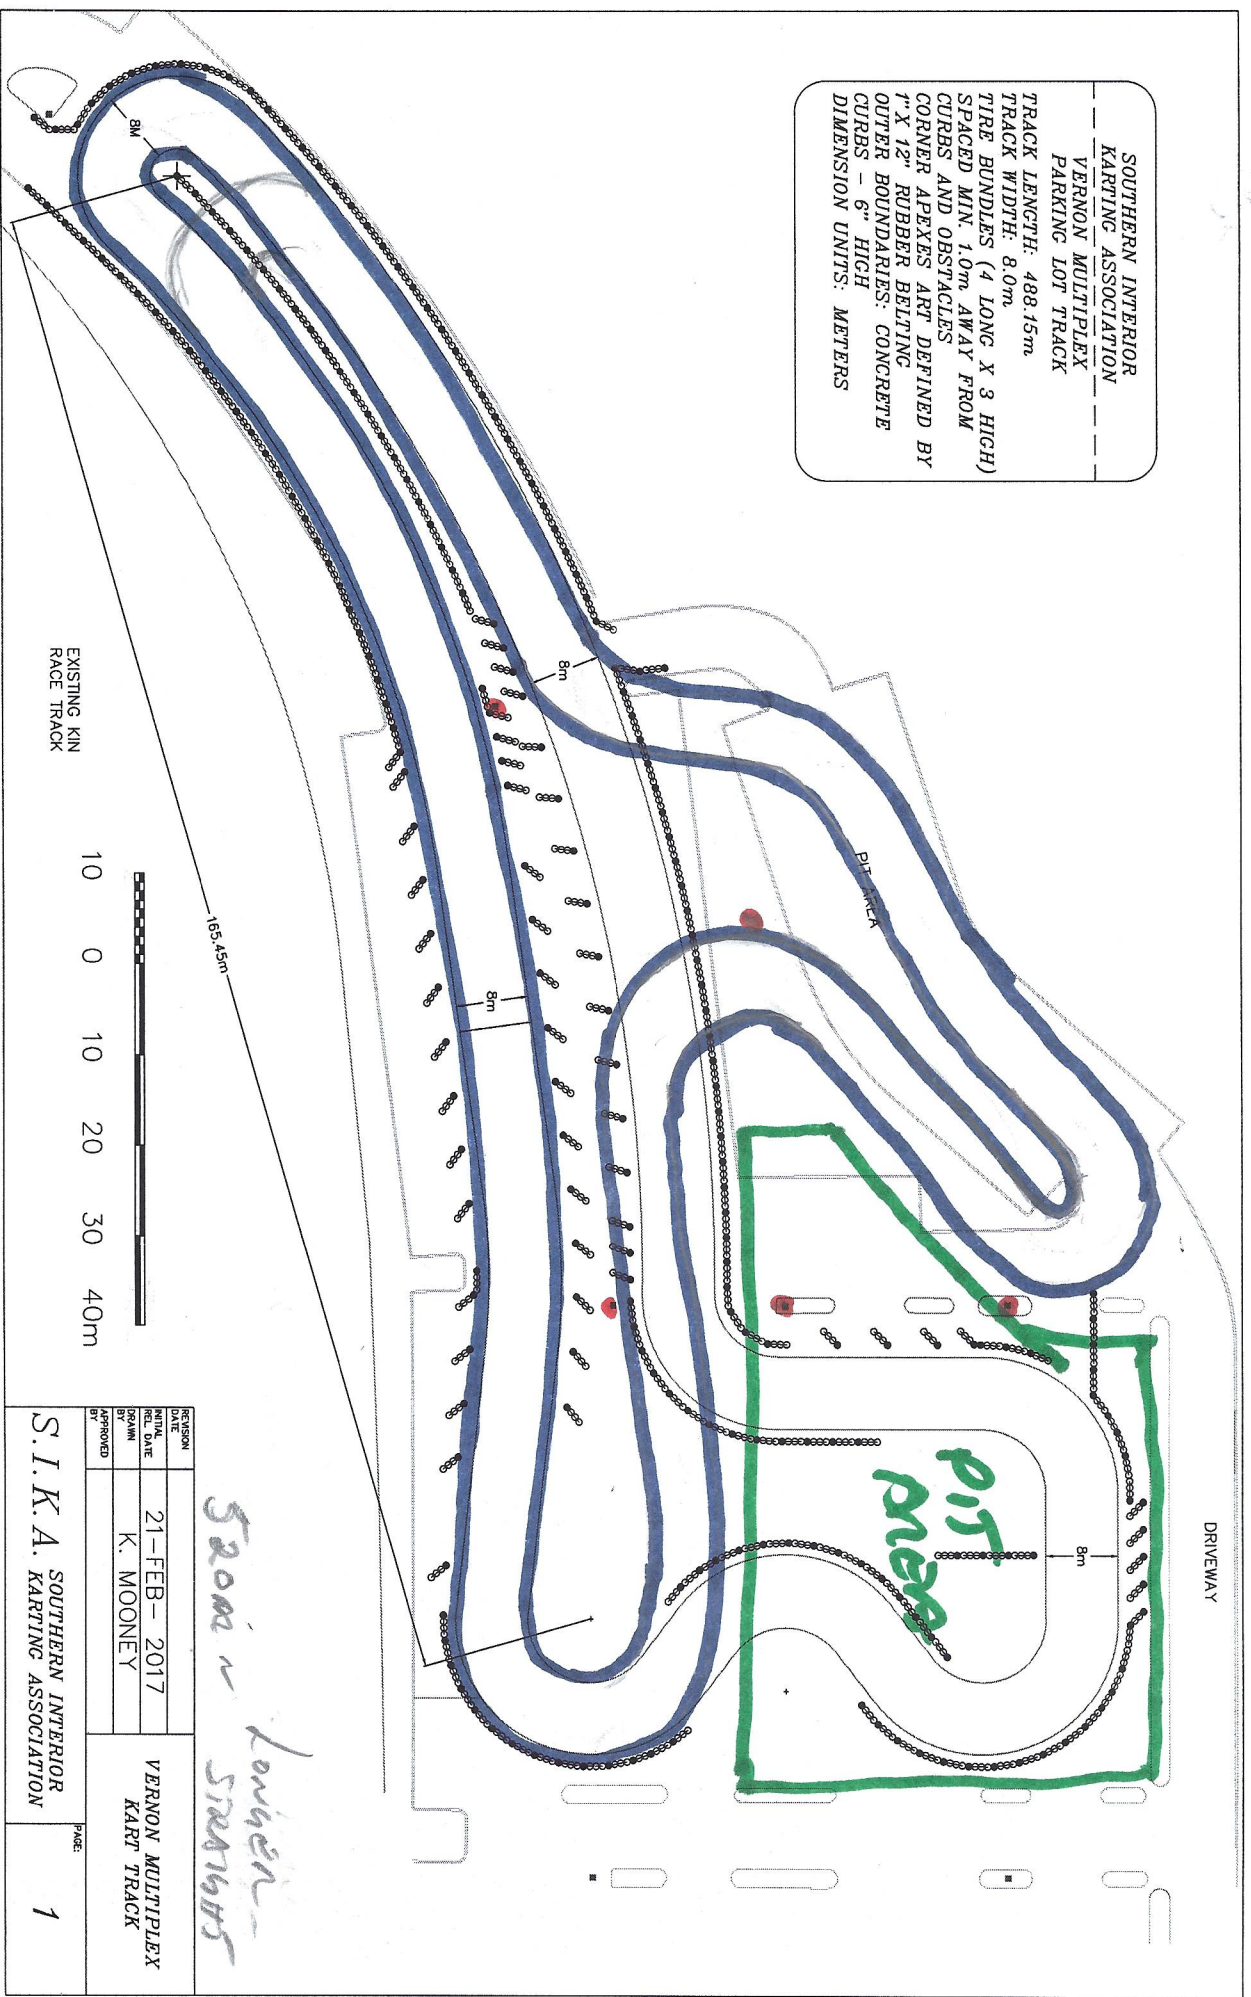 SOUTHERN INTERIOR
KARTING ASSOCIATION
VERNON MULTIPLEX
PARKING LOT TRACK
TRACK LENGTH: 488.15m
TRACK WIDTH: 8.0m
TIRE BUNDLES (4 LONG X 3 HIGH)
SPACED MIN. 1.0m AWAY FROM
CURBS AND OBSTACLES
CORNER APEXES ART DEFINED BY
1" X 12" RUBBER BELTING
OUTER BOUNDARIES: CONCRETE
CURBS - 6" HIGH
DIMENSION UNITS: METERS
8M
8m
PIT AREA
8m
165.45m
DRIVEWAY
8m
PIT
AREA
EXISTING KIN
RACE TRACK
10 0 10 20 30 40m
520m ~ LONGER
STRAIGHTS
REVISION
DATE
INITIAL
REL DATE
21-FEB-2017
DRAWN
BY
K. MOONEY
APPROVED
BY
VERNON MULTIPLEX
KART TRACK
S.I.K.A. SOUTHERN INTERIOR
KARTING ASSOCIATION
PAGE:
1